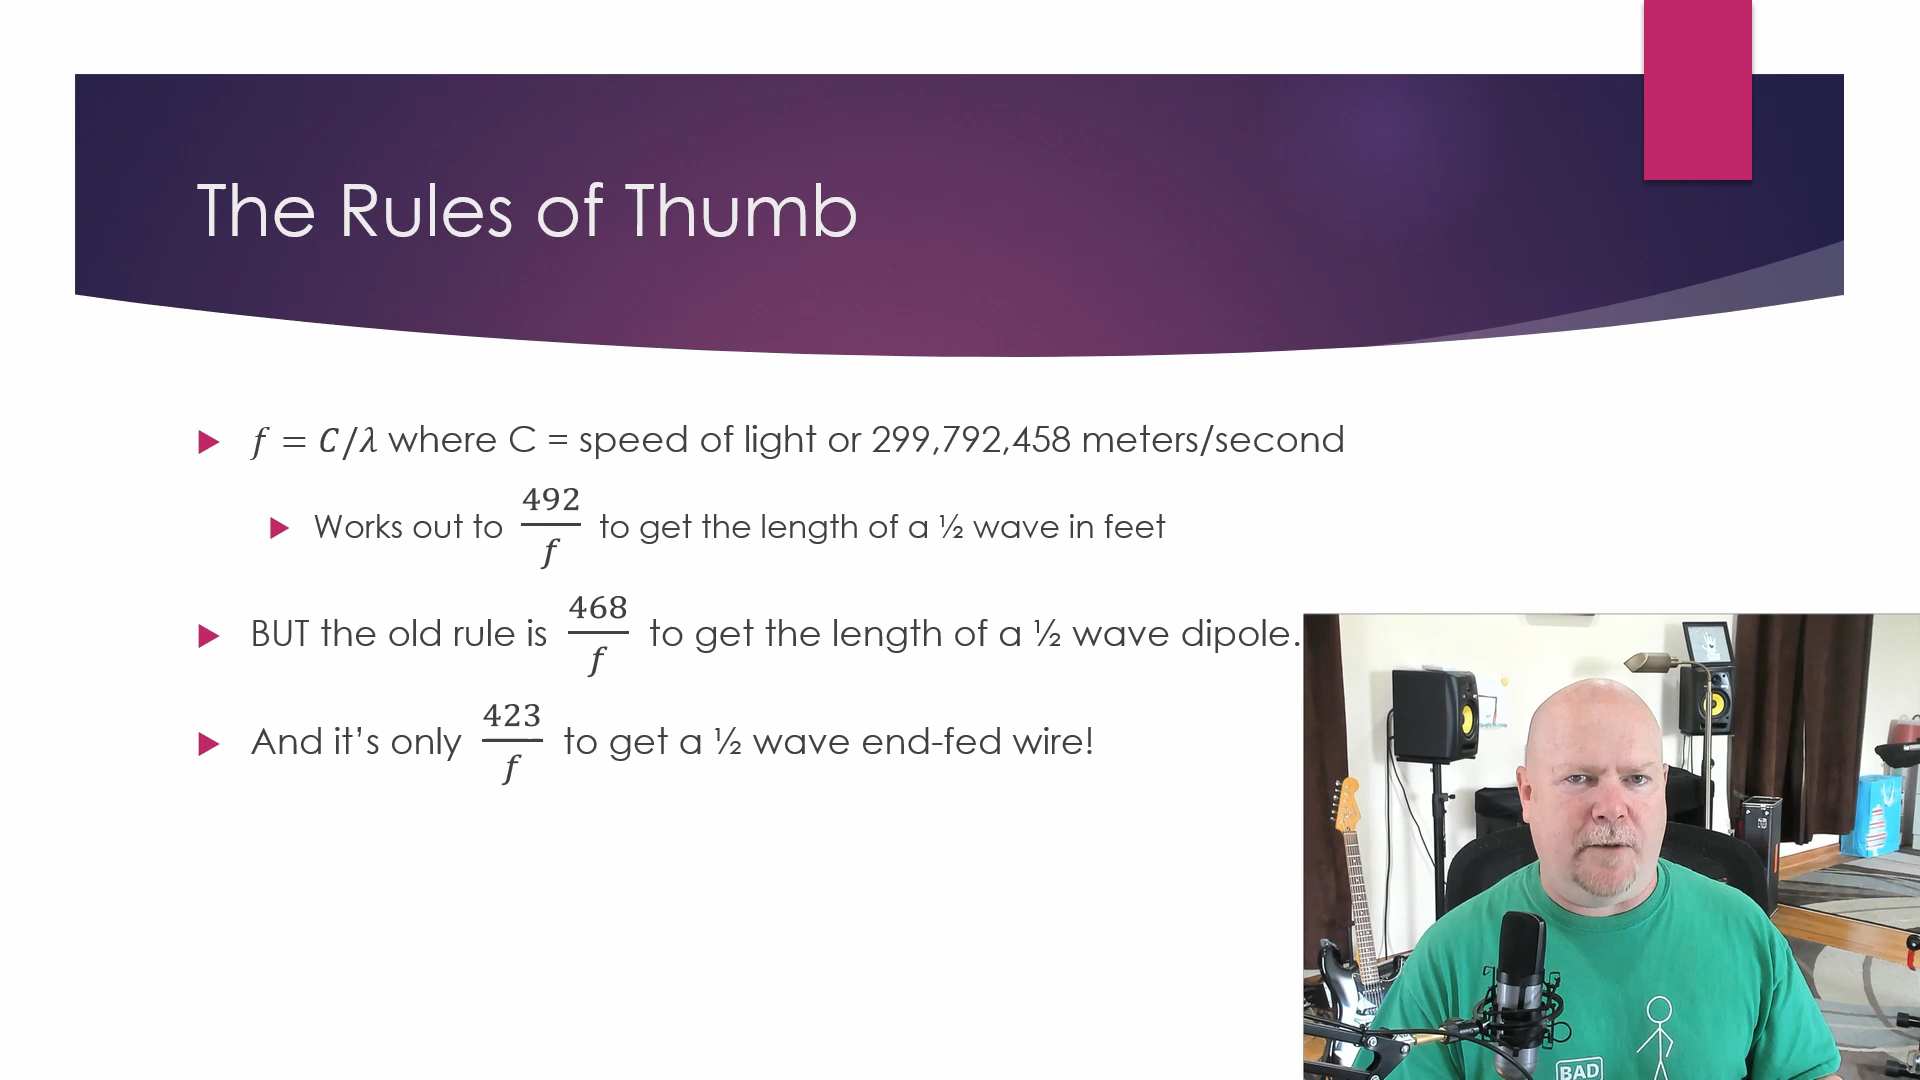 The Rules of Thumb
f = C/λ where C = speed of light or 299,792,458 meters/second
Works out to 492/f to get the length of a ½ wave in feet
BUT the old rule is 468/f to get the length of a ½ wave dipole.
And it's only 423/f to get a ½ wave end-fed wire!
BAD